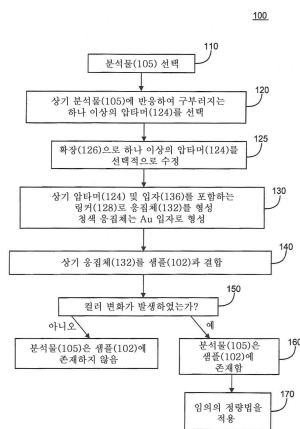 100
110
분석물(105) 선택
120
상기 분석물(105)에 반응하여 구부러지는
하나 이상의 압타머(124)를
선택
125
확장(126)으로 하나 이상의 압타머(124)를
선택적으로 수정
130
상기 압타머(124) 및 입자(136)를 포함하는
링커(128)로 응집체(132)를 형성
청색 응집체는 Au 입자로 형성
140
상기 응집체(132)를 샘플(102)과 결합
150
컬러 변화가 발생하였는가?
아니오
예
분석물(105)은 샘플(102)에
존재하지 않음
160
분석물(105)은
샘플(102)에
존재함
170
임의의 정량법을
적용